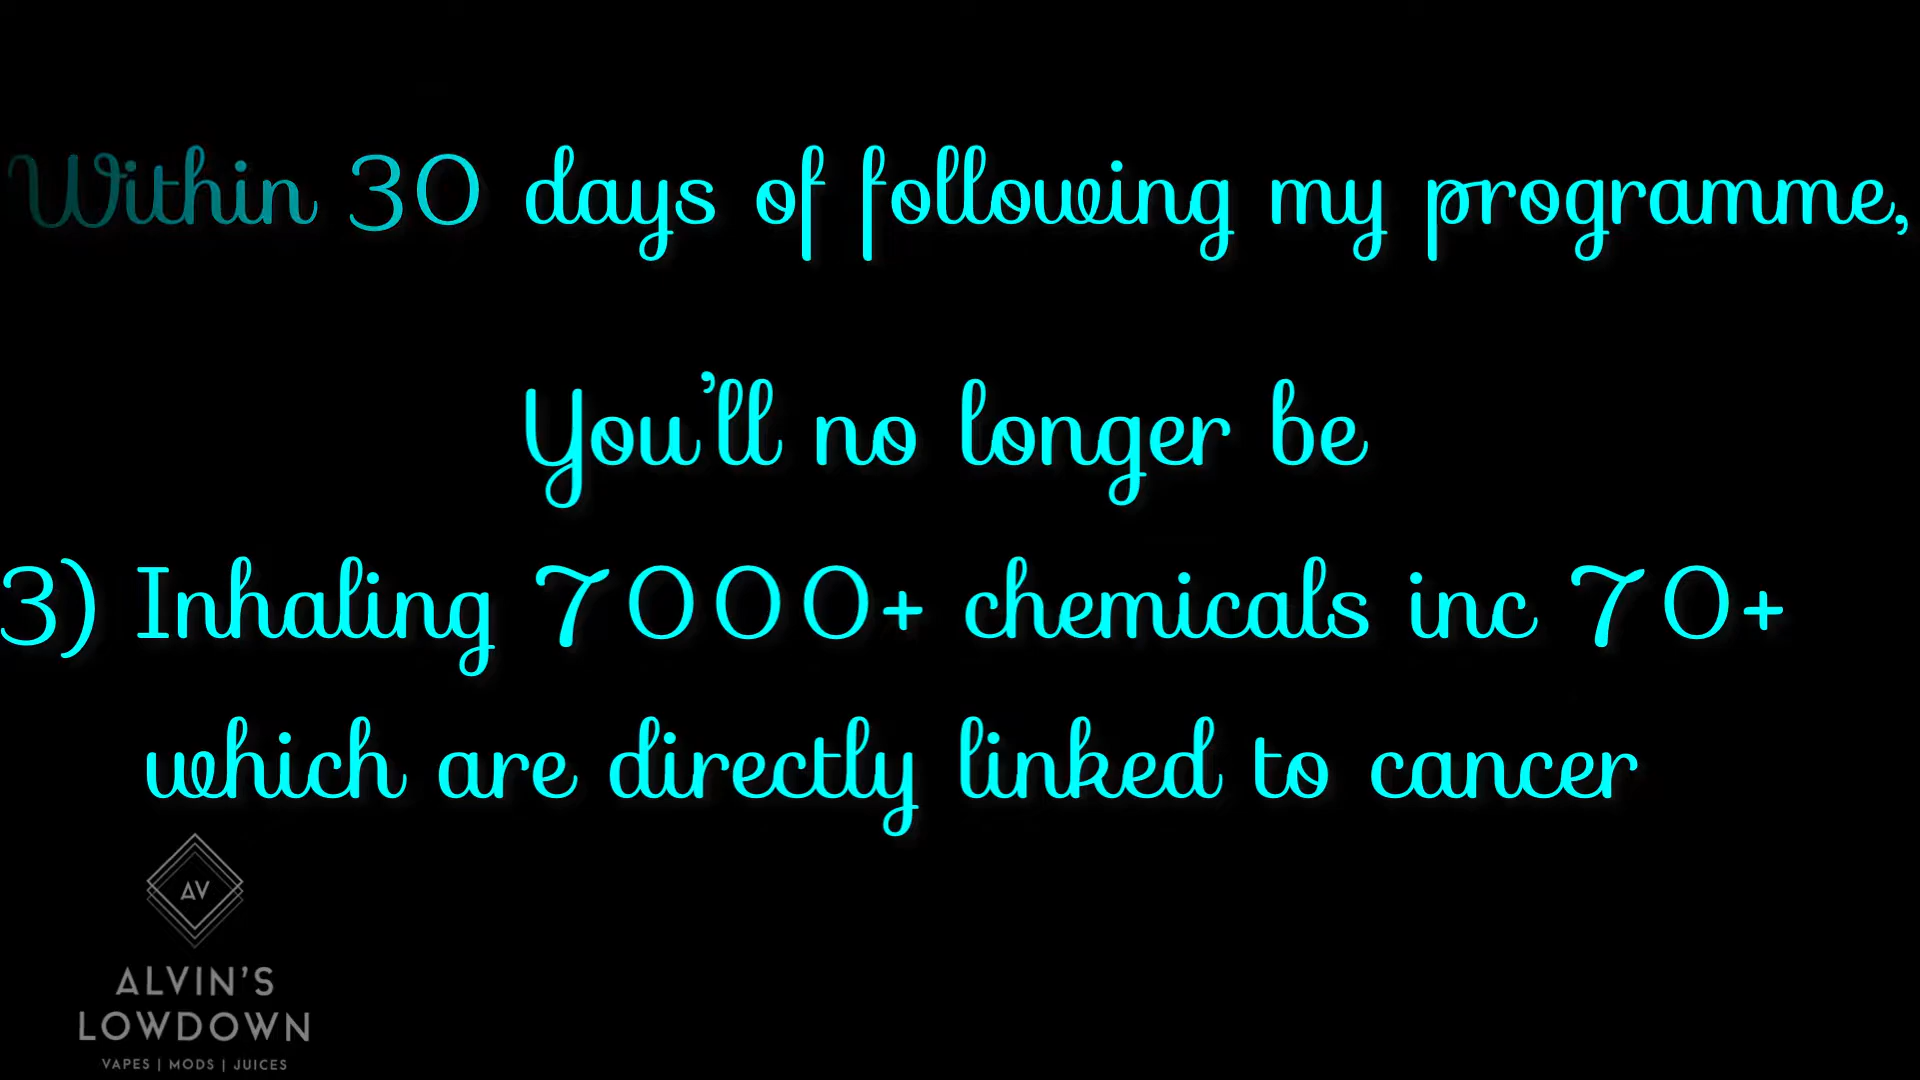 Within 30 days of following my programme,
You'll no longer be
3) Inhaling 7000+ chemicals inc 70+
which are directly linked to cancer
AV
ALVIN'S
LOWDOWN
VAPES | MODS | JUICES